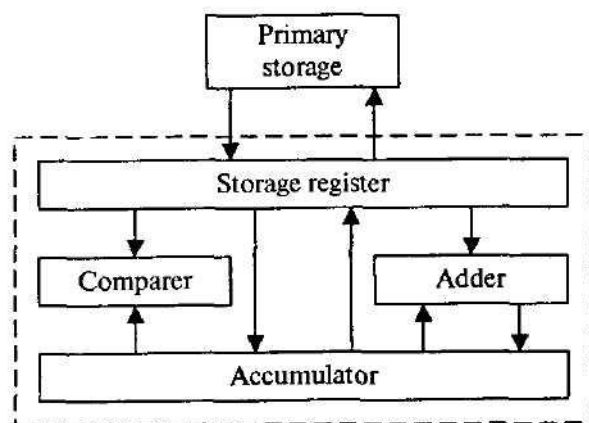 Primary
storage
Storage register
Comparer
Adder
Accumulator